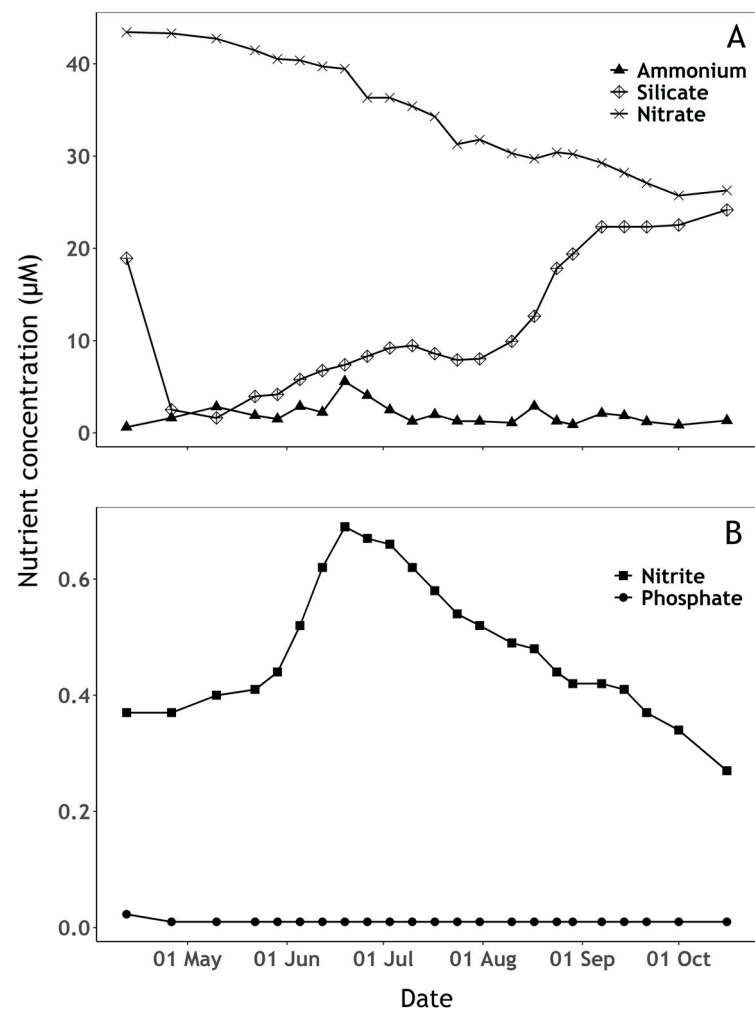 A
Ammonium
Silicate
Nitrate
40
30
20
10
0
Nutrient concentration (µM)
B
Nitrite
Phosphate
0.6
0.4
0.2
0.0
01 May 01 Jun 01 Jul 01 Aug 01 Sep 01 Oct
Date